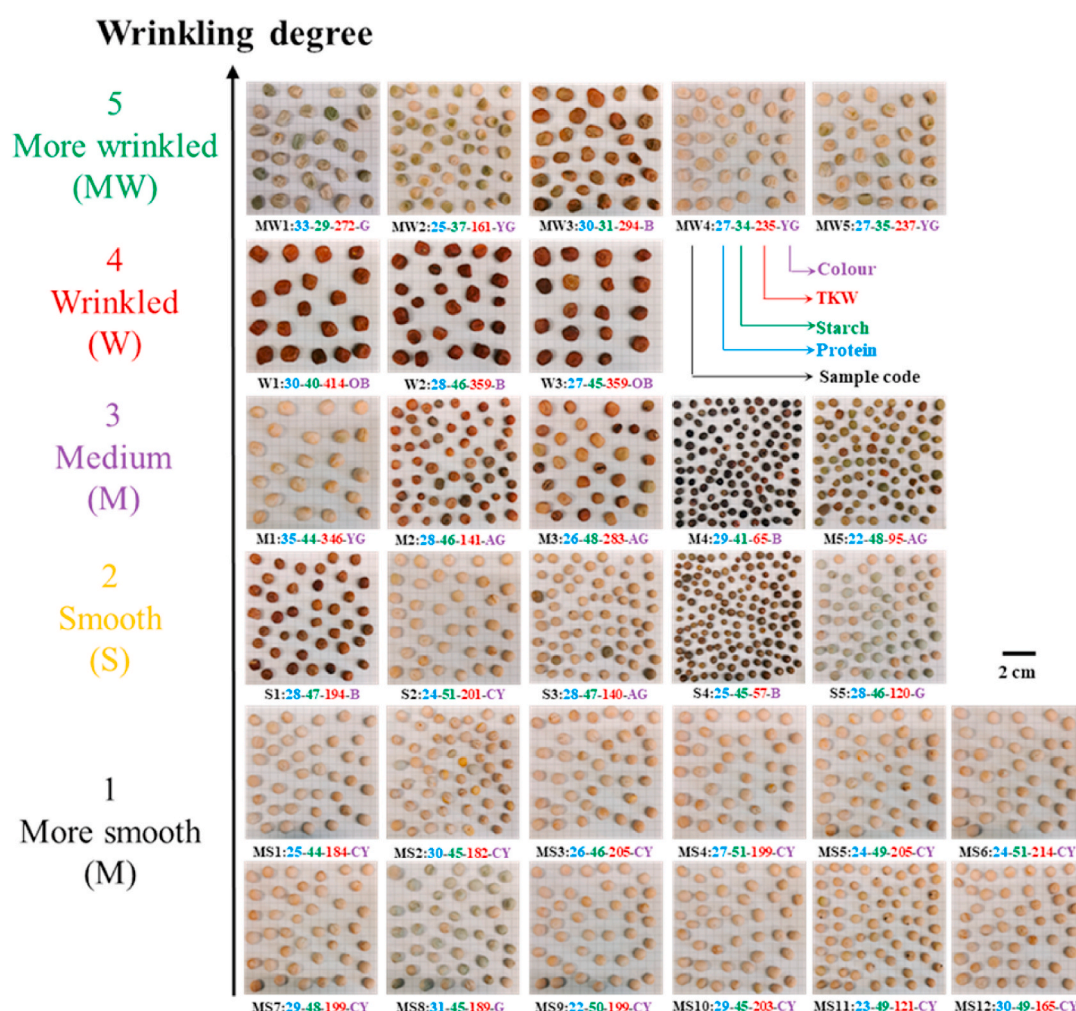 Wrinkling degree
5
More wrinkled
(MW)
MW1:33-29-272-G
MW2:25-37-161-YG
MW3:30-31-294-B
MW4:27-34-235-YG
MW5:27-35-237-YG
Colour
TKW
Starch
Protein
Sample code
4
Wrinkled
(W)
W1:30-40-414-OB
W2:28-46-359-B
W3:27-45-359-OB
3
Medium
(M)
M1:35-44-346-YG
M2:28-46-141-AG
M3:26-48-283-AG
M4:29-41-65-B
M5:22-48-95-AG
2
Smooth
(S)
S1:28-47-194-B
S2:24-51-201-CY
S3:28-47-140-AG
S4:25-45-57-B
S5:28-46-120-G
2 cm
1
More smooth
(M)
MS1:25-44-184-CY
MS2:30-45-182-CY
MS3:26-46-205-CY
MS4:27-51-199-CY
MS5:24-49-205-CY
MS6:24-51-214-CY
MS7:29-48-199-CY
MS8:31-45-189-G
MS9:22-50-199-CY
MS10:29-45-203-CY
MS11:23-49-121-CY
MS12:30-49-165-CY